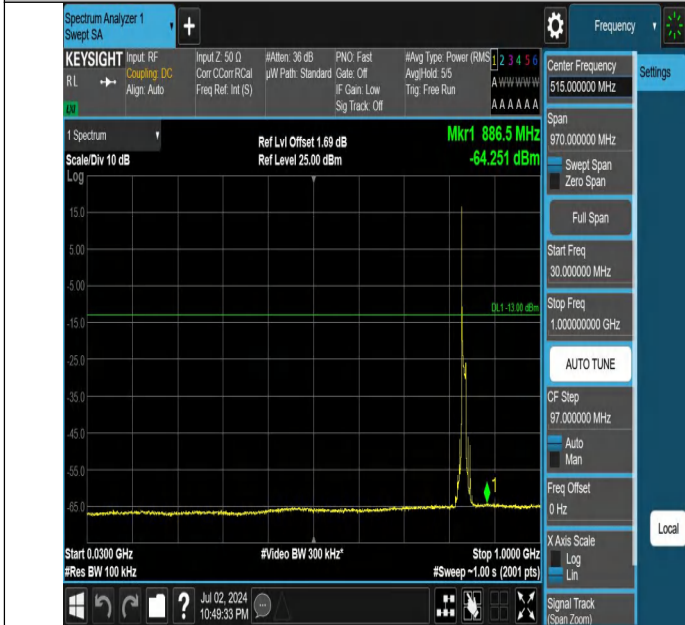 Spectrum Analyzer 1
Swept SA
Frequency
KEYSIGHT
RL
Input: RF
Coupling: DC
Align: Auto
Input Z: 50 Ω
Corr CCorr RCal
Freq Ref: Int (S)
#Atten: 36 dB
µW Path: Standard
PNO: Fast
Gate: Off
IF Gain: Low
Sig Track: Off
#Avg Type: Power (RMS
Avg|Hold: 5/5
Trig: Free Run
1 2 3 4 5 6
A W W W W W
A A A A A A
1 Spectrum
Scale/Div 10 dB
Log
Ref Lvl Offset 1.69 dB
Ref Level 25.00 dBm
Mkr1 886.5 MHz
-64.251 dBm
15.0
5.00
-5.00
-15.0
-25.0
-35.0
-45.0
-55.0
-65.0
DL1 -13.00 dBm
1
Start 0.0300 GHz
#Res BW 100 kHz
#Video BW 300 kHz*
Stop 1.0000 GHz
#Sweep ~1.00 s (2001 pts)
Jul 02, 2024
10:49:33 PM
?
Center Frequency
515.000000 MHz
Settings
Span
970.000000 MHz
Swept Span
Zero Span
Full Span
Start Freq
30.000000 MHz
Stop Freq
1.000000000 GHz
AUTO TUNE
CF Step
97.000000 MHz
Auto
Man
Freq Offset
0 Hz
X Axis Scale
Log
Lin
Local
Signal Track
(Span Zoom)